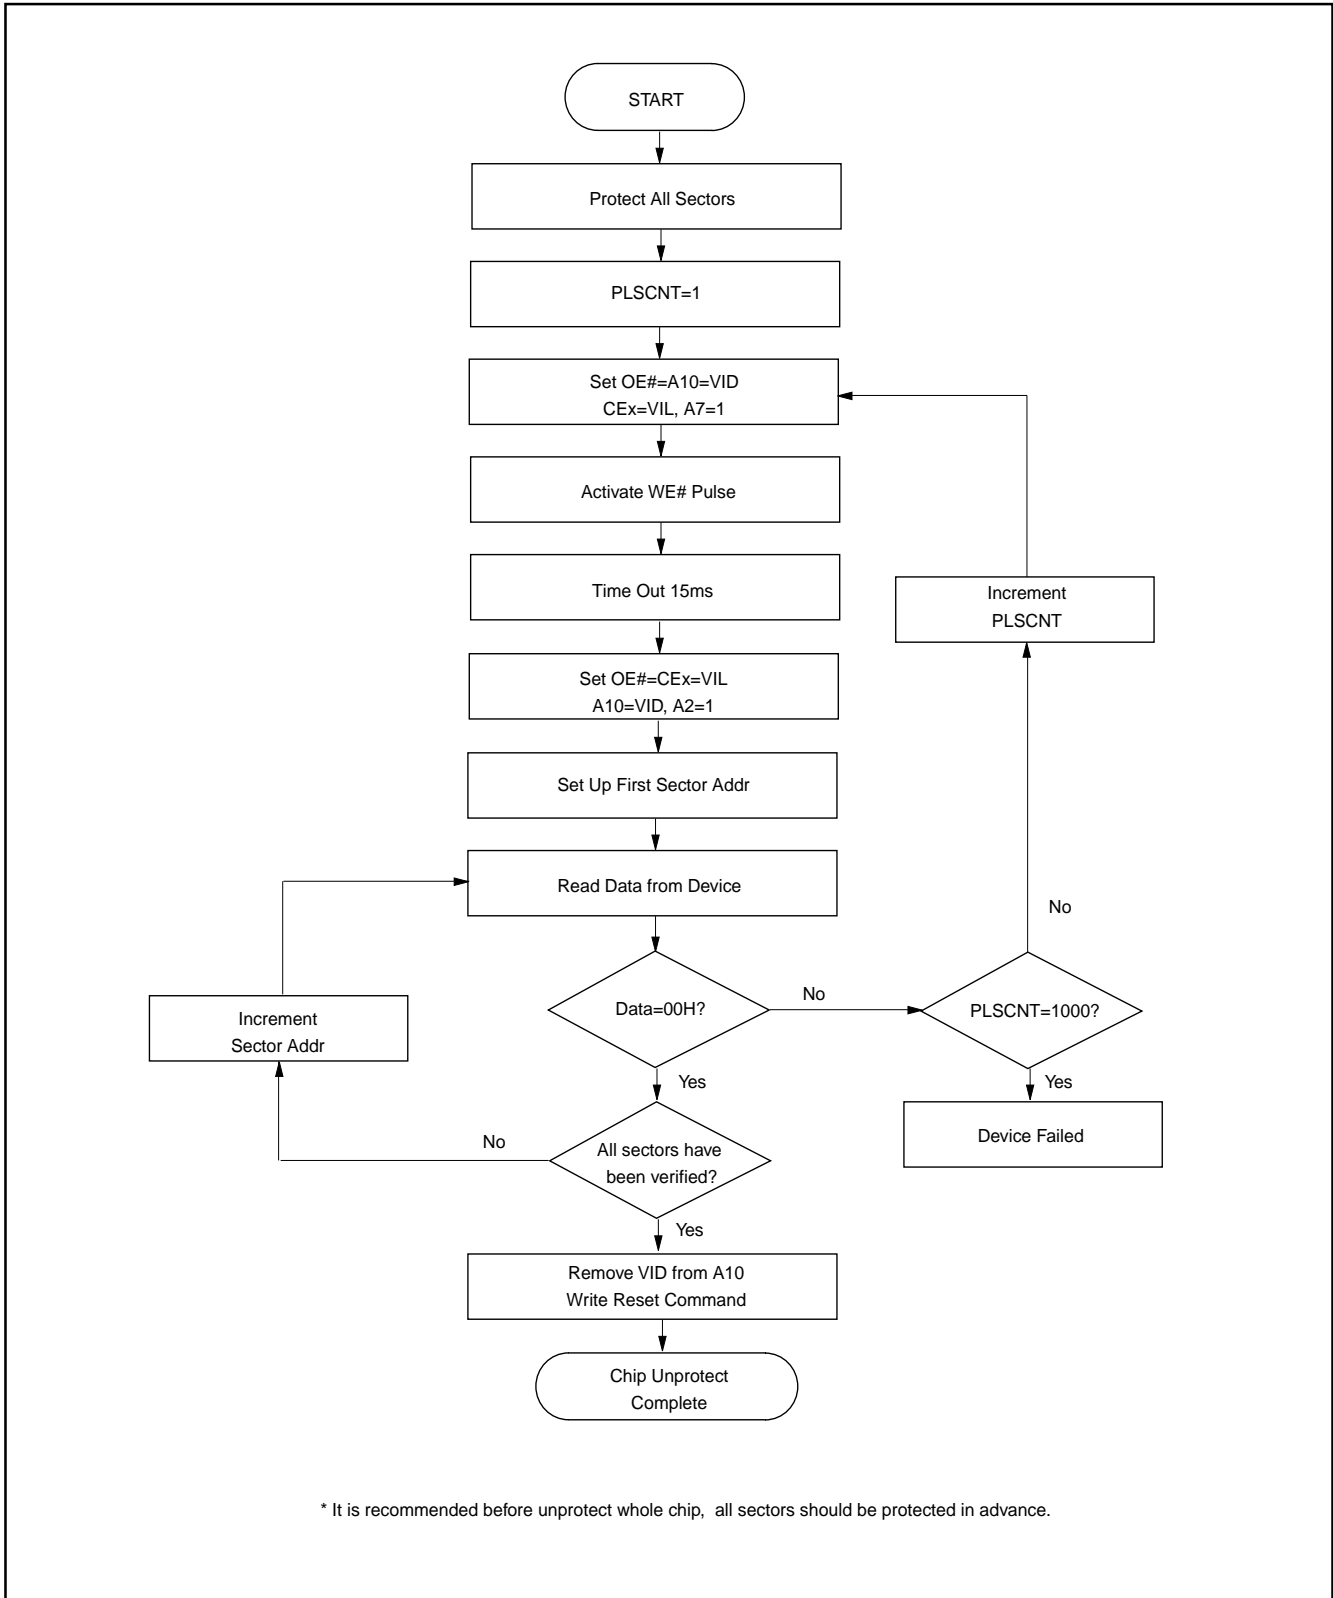 START
Protect All Sectors
PLSCNT=1
Set OE#=A10=VID
CEx=VIL, A7=1
Activate WE# Pulse
Time Out 15ms
Increment
PLSCNT
Set OE#=CEx=VIL
A10=VID, A2=1
Set Up First Sector Addr
Read Data from Device
No
Data=00H?
No
PLSCNT=1000?
Increment
Sector Addr
Yes
Yes
Device Failed
No
All sectors have
been verified?
Yes
Remove VID from A10
Write Reset Command
Chip Unprotect
Complete
* It is recommended before unprotect whole chip, all sectors should be protected in advance.